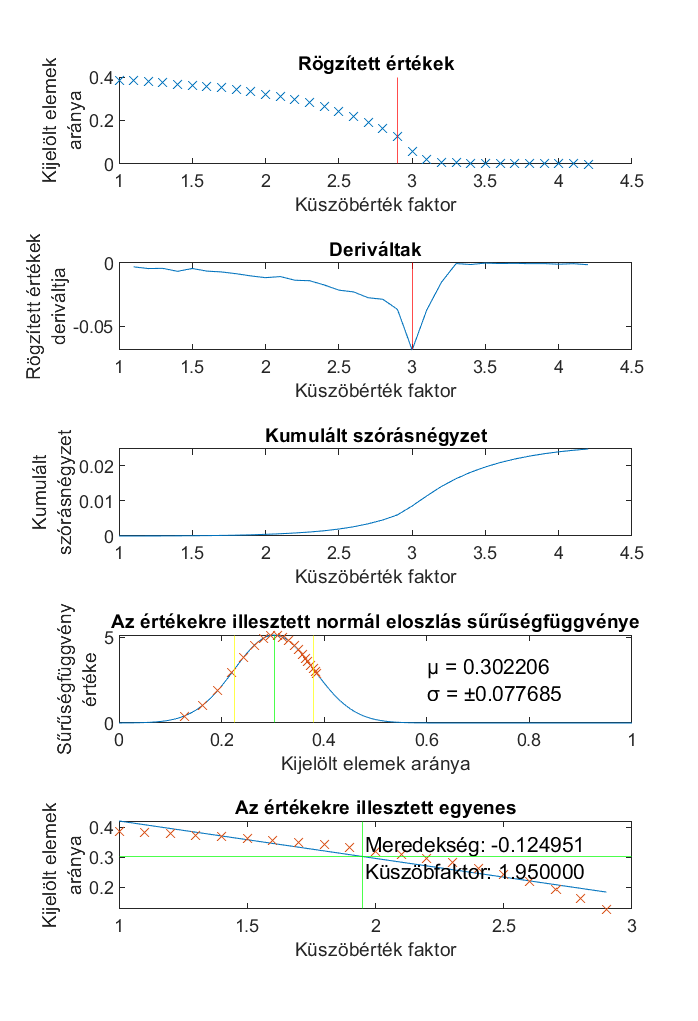 Rögzített értékek
Kijelölt elemek
aránya
0.4
0.2
0
1
1.5
2
2.5
3
3.5
4
4.5
Küszöbérték faktor
Deriváltak
Rögzített értékek
deriváltja
0
-0.05
1
1.5
2
2.5
3
3.5
4
4.5
Küszöbérték faktor
Kumulált szórásnégyzet
Kumulált
szórásnégyzet
0.02
0.01
0
1
1.5
2
2.5
3
3.5
4
4.5
Küszöbérték faktor
Az értékekre illesztett normál eloszlás sűrűségfüggvénye
Sűrűségfüggvény
értéke
5
0
μ = 0.302206
σ = ±0.077685
0
0.2
0.4
0.6
0.8
1
Kijelölt elemek aránya
Az értékekre illesztett egyenes
Kijelölt elemek
aránya
0.4
0.3
0.2
Meredekség: -0.124951
Küszöbfaktor: 1.950000
1
1.5
2
2.5
3
Küszöbérték faktor